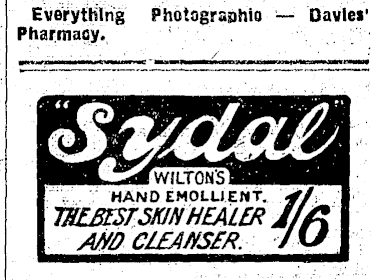 Everything Photographic — Davies'
Pharmacy.
"Sydal"
WILTON'S
HAND EMOLLIENT.
THE BEST SKIN HEALER
AND CLEANSER.
1/6